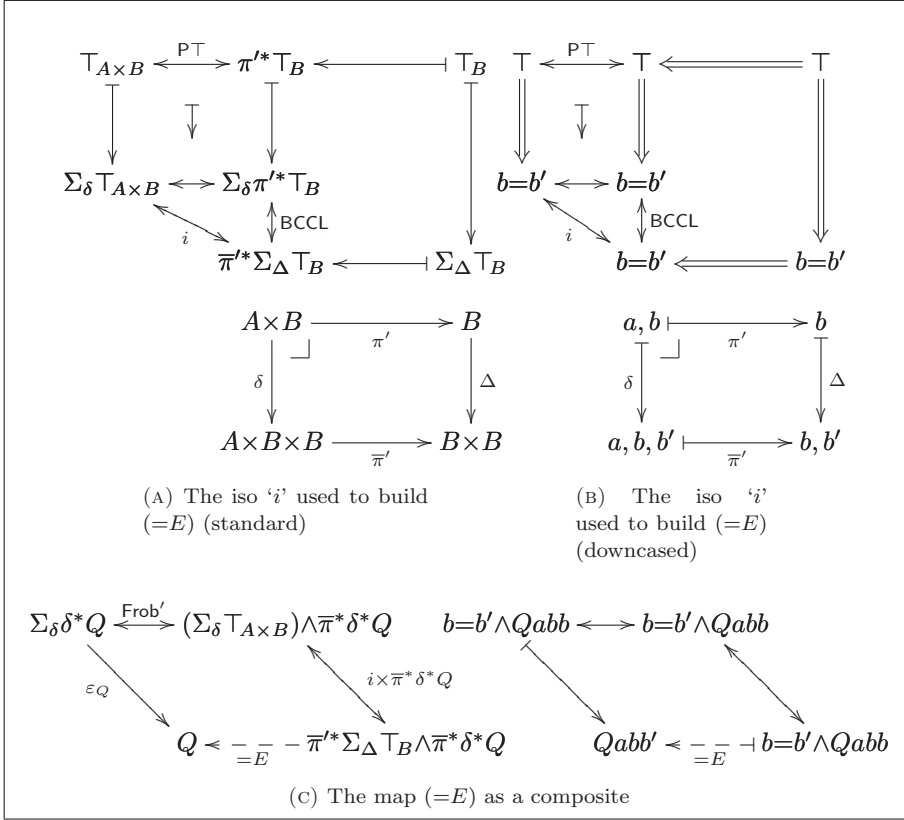 ⊤_{A×B} P⊤ π′*⊤_B ⊤_B ⊤ P⊤ ⊤ ⊤
Σ_δ⊤_{A×B} Σ_δπ′*⊤_B b=b′ b=b′
i BCCL i BCCL
π̅′*Σ_Δ⊤_B Σ_Δ⊤_B b=b′ b=b′
A×B π′ B a, b π′ b
δ Δ δ Δ
A×B×B π̅′ B×B a, b, b′ π̅′ b, b′
(A) The iso ‘i’ used to build
(=E) (standard)
(B) The iso ‘i’
used to build (=E)
(downcased)
Σ_δδ*Q Frob′ (Σ_δ⊤_{A×B})∧π̅*δ*Q b=b′∧Qabb b=b′∧Qabb
ε_Q i×π̅*δ*Q
Q =E π̅′*Σ_Δ⊤_B∧π̅*δ*Q Qabb′ =E b=b′∧Qabb
(C) The map (=E) as a composite